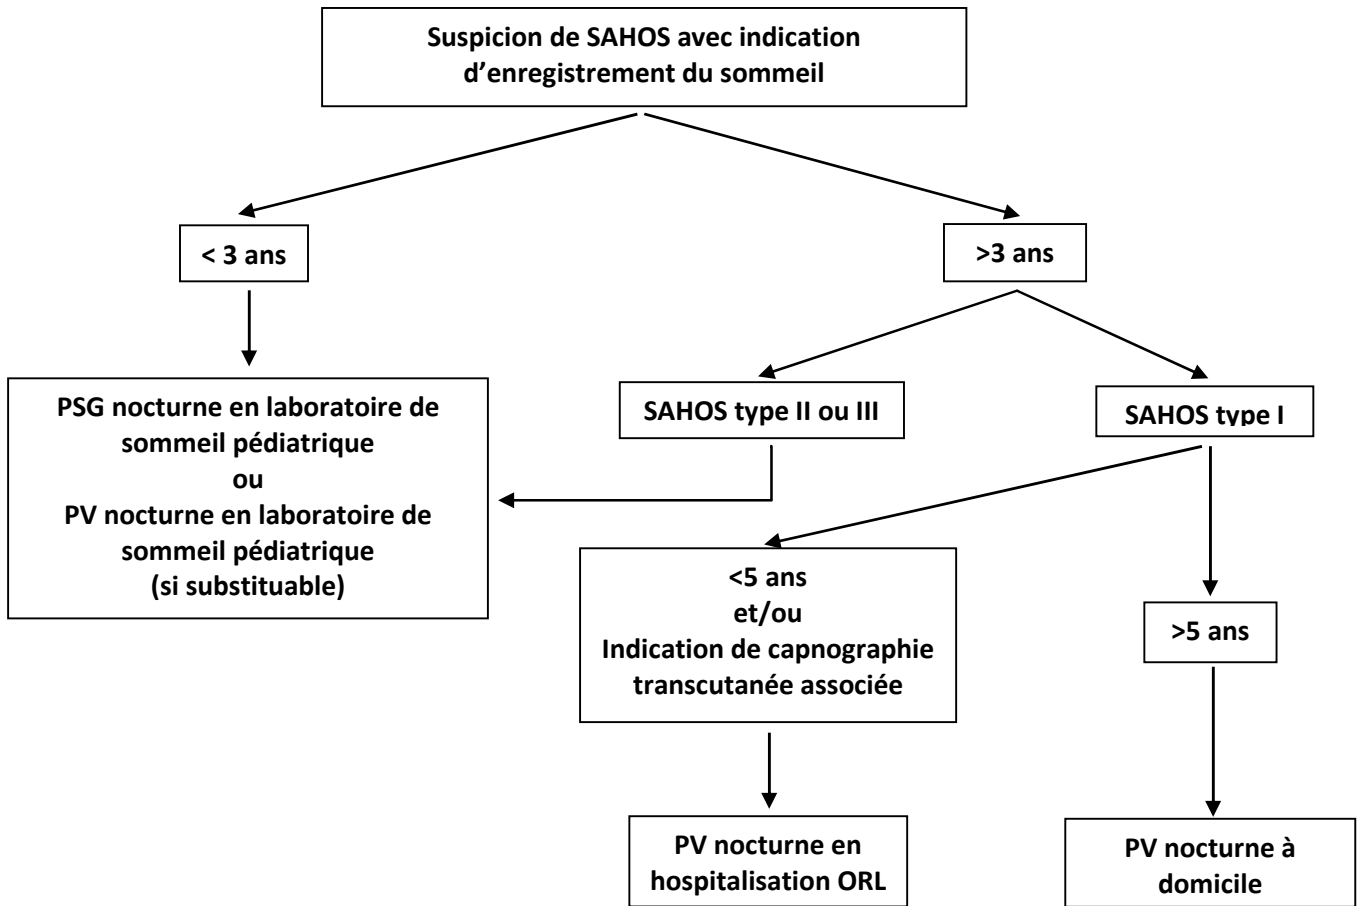 Suspicion de SAHOS avec indication
d’enregistrement du sommeil
< 3 ans
>3 ans
PSG nocturne en laboratoire de
sommeil pédiatrique
ou
PV nocturne en laboratoire de
sommeil pédiatrique
(si substituable)
SAHOS type II ou III
SAHOS type I
<5 ans
et/ou
Indication de capnographie
transcutanée associée
>5 ans
PV nocturne en
hospitalisation ORL
PV nocturne à
domicile